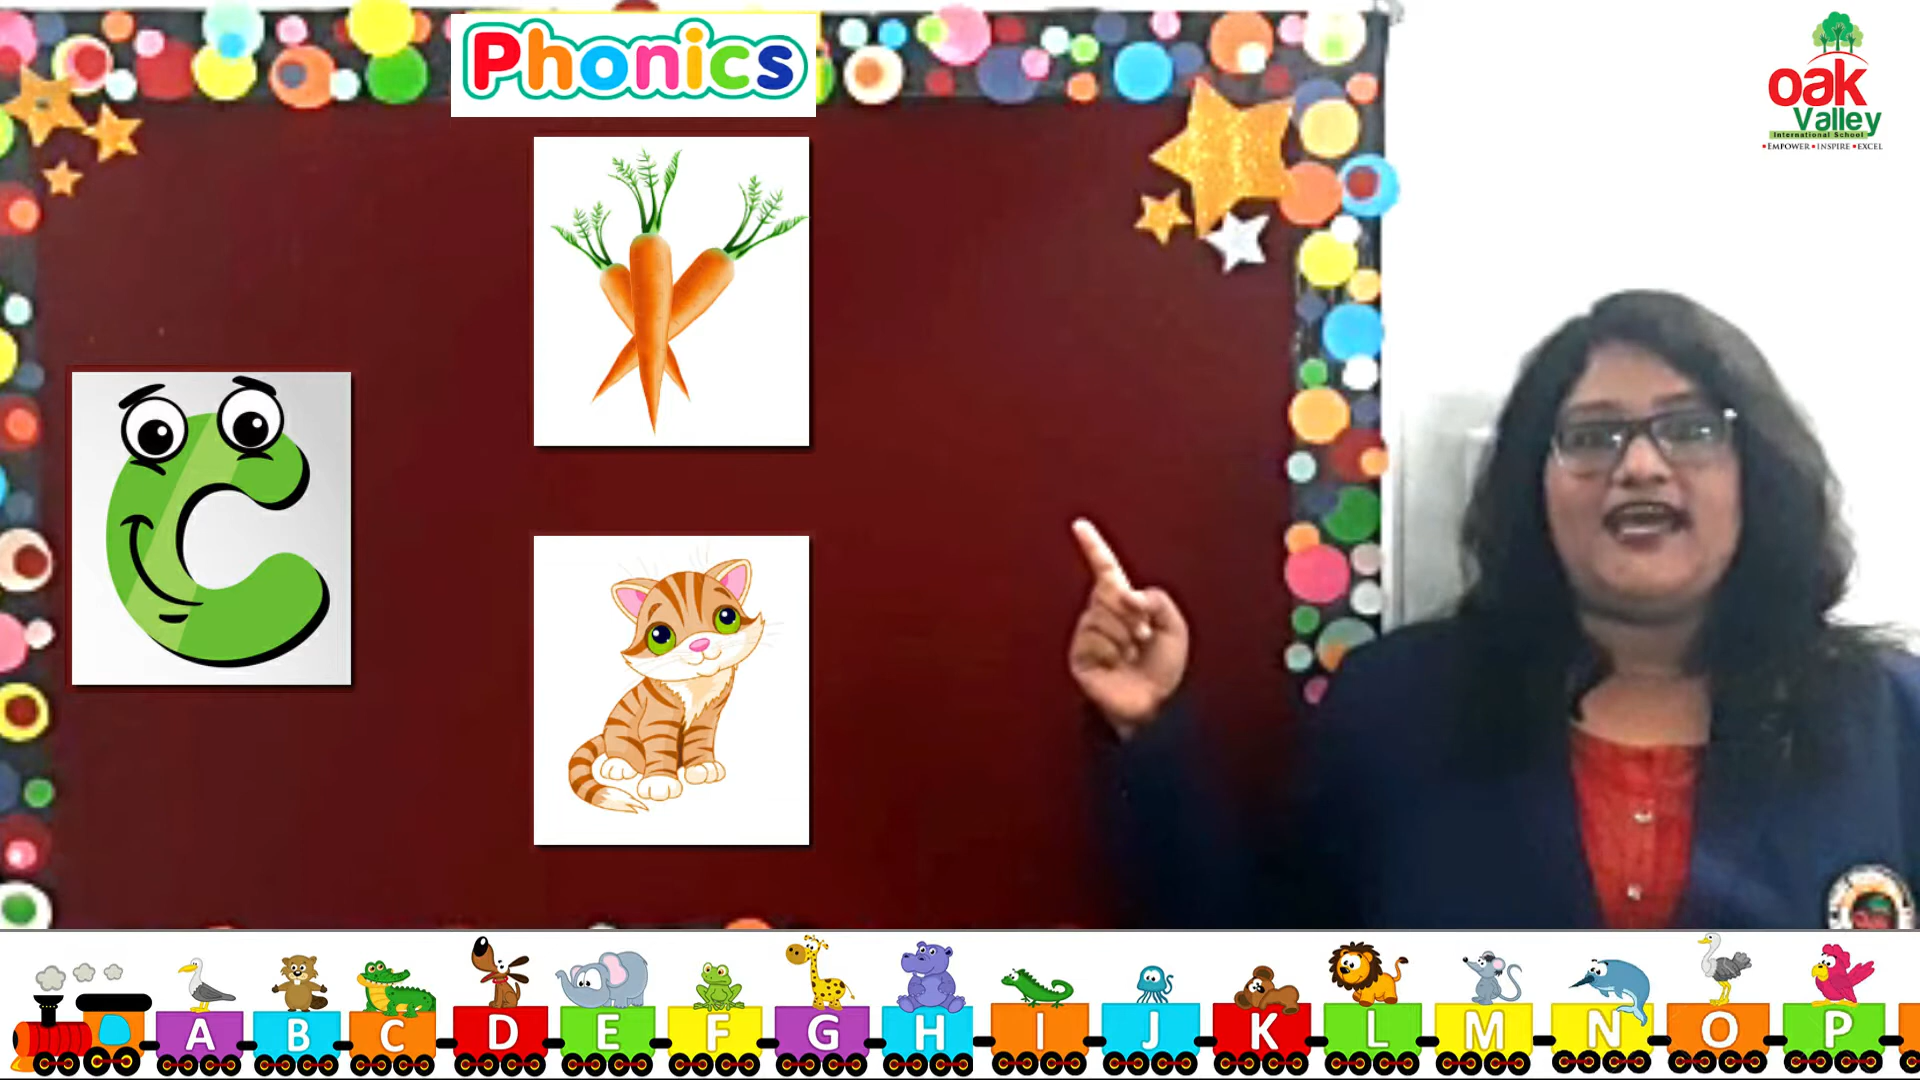 Phonics
oak
Valley
International School
•EMPOWER •INSPIRE •EXCEL
C
A B C D E F G H I J K L M N O P